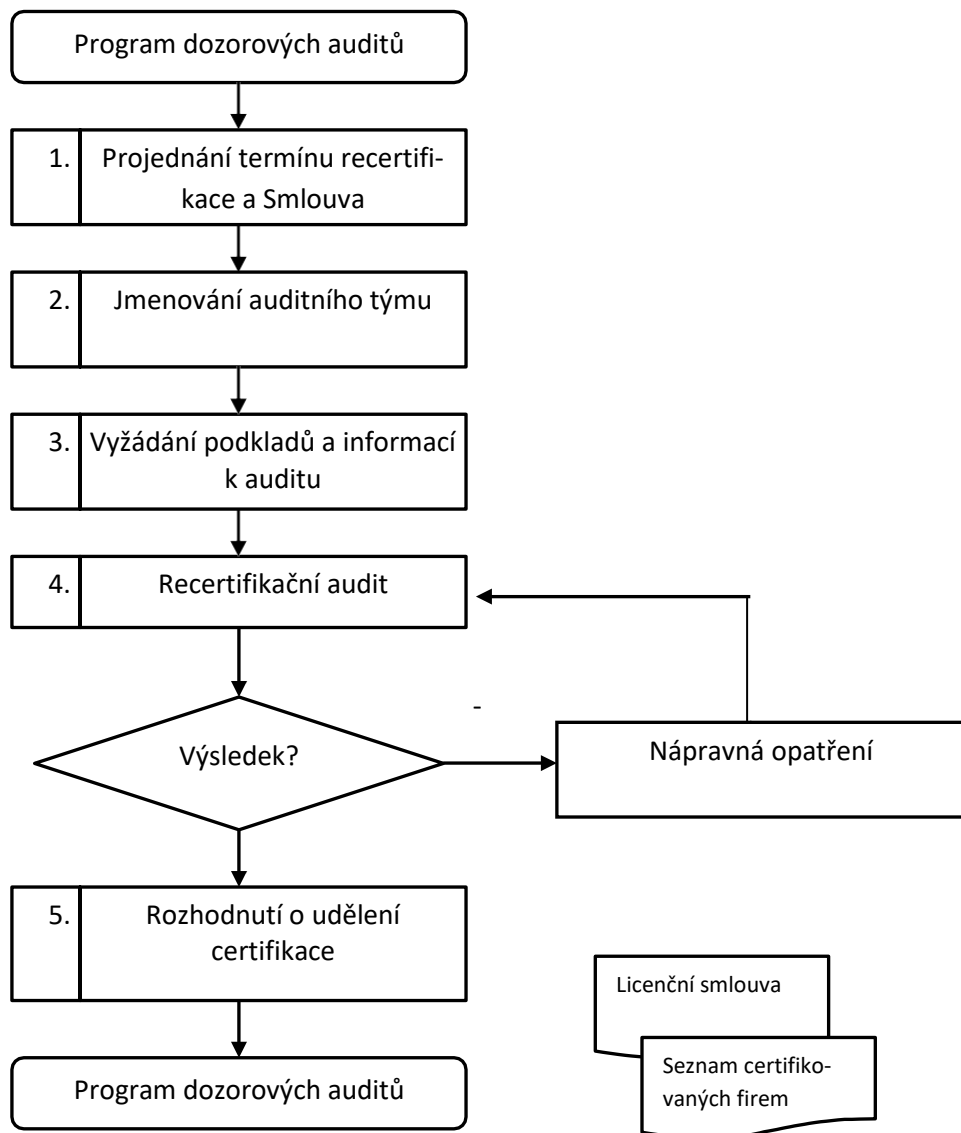 Program dozorových auditů
1. Projednání termínu recertifi-
kace a Smlouva
2. Jmenování auditního týmu
3. Vyžádání podkladů a informací
k auditu
4. Recertifikační audit
-
Výsledek?
Nápravná opatření
5. Rozhodnutí o udělení
certifikace
Licenční smlouva
Seznam certifiko-
vaných firem
Program dozorových auditů